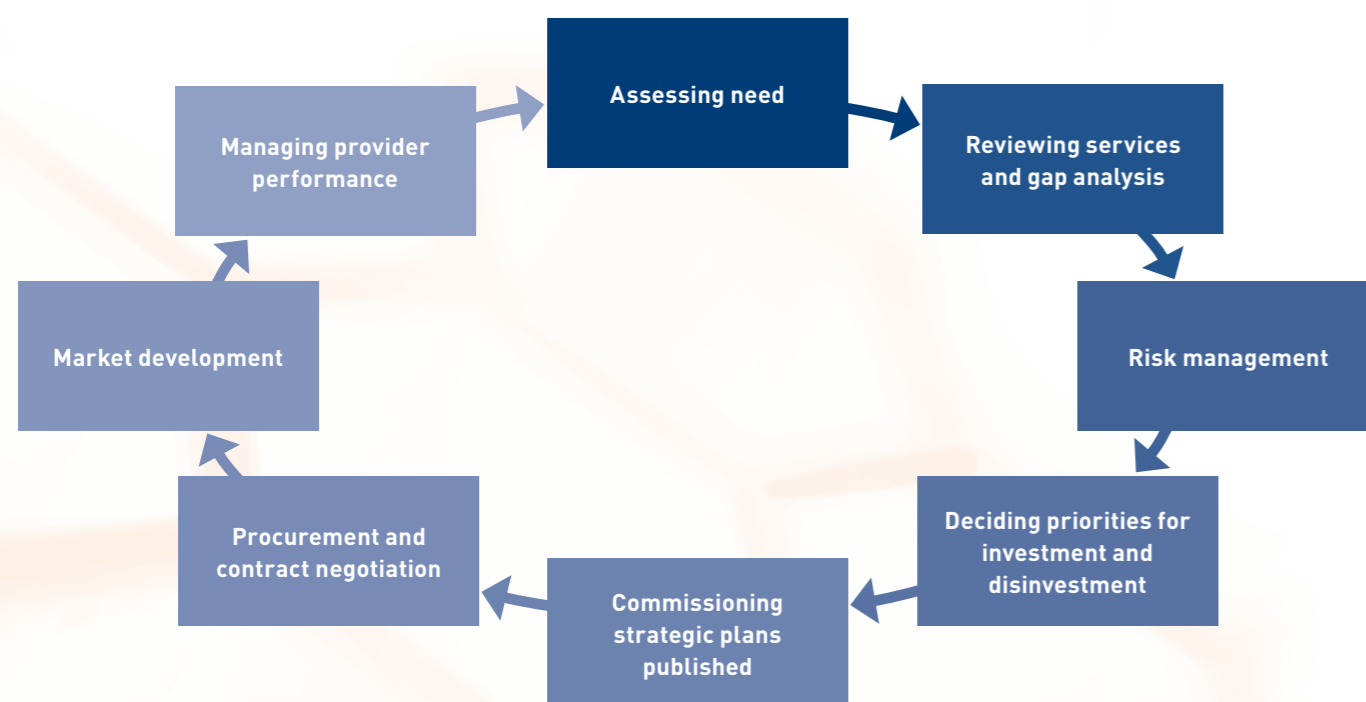 Assessing need
Reviewing services
and gap analysis
Risk management
Deciding priorities for
investment and
disinvestment
Commissioning
strategic plans
published
Procurement and
contract negotiation
Market development
Managing provider
performance